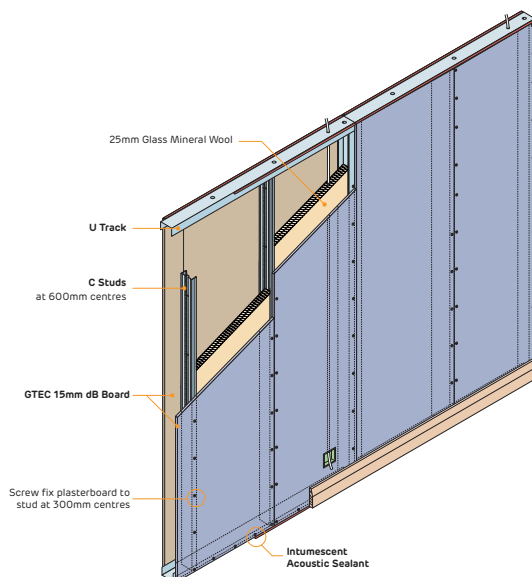 25mm Glass Mineral Wool
U Track
C Studs
at 600mm centres
GTEC 15mm dB Board
Screw fix plasterboard to
stud at 300mm centres
Intumescent
Acoustic Sealant